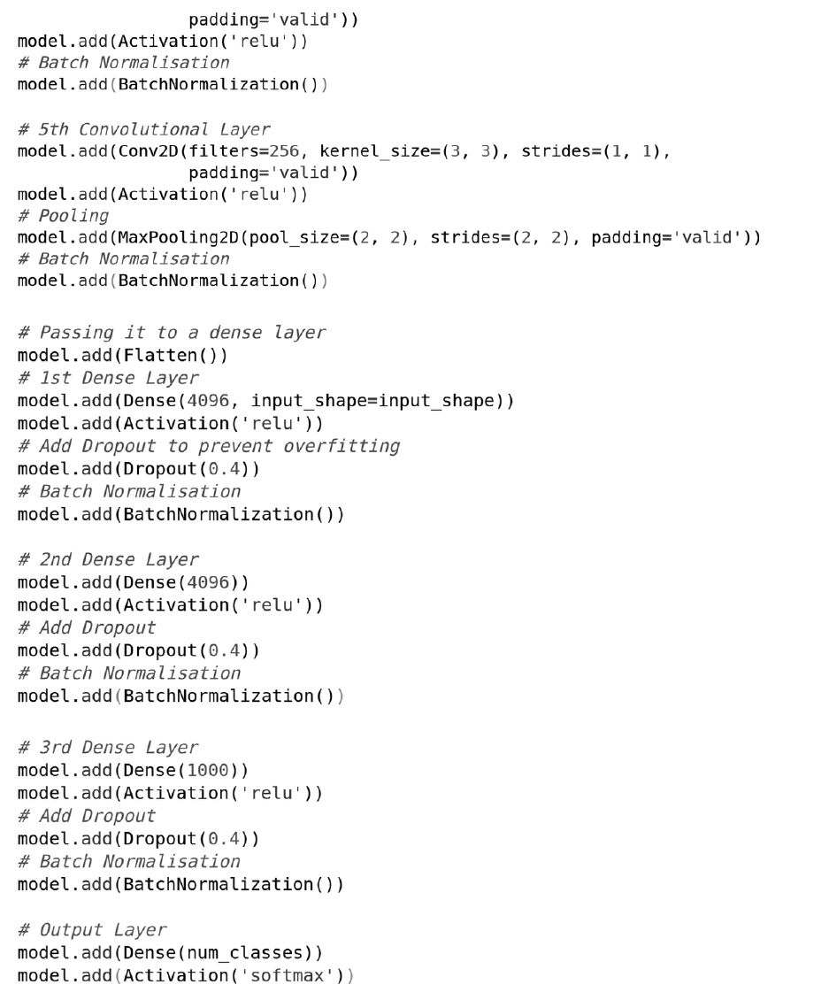 padding='valid'))
model.add(Activation('relu'))
# Batch Normalisation
model.add(BatchNormalization())

# 5th Convolutional Layer
model.add(Conv2D(filters=256, kernel_size=(3, 3), strides=(1, 1),
                 padding='valid'))
model.add(Activation('relu'))
# Pooling
model.add(MaxPooling2D(pool_size=(2, 2), strides=(2, 2), padding='valid'))
# Batch Normalisation
model.add(BatchNormalization())

# Passing it to a dense layer
model.add(Flatten())
# 1st Dense Layer
model.add(Dense(4096, input_shape=input_shape))
model.add(Activation('relu'))
# Add Dropout to prevent overfitting
model.add(Dropout(0.4))
# Batch Normalisation
model.add(BatchNormalization())

# 2nd Dense Layer
model.add(Dense(4096))
model.add(Activation('relu'))
# Add Dropout
model.add(Dropout(0.4))
# Batch Normalisation
model.add(BatchNormalization())

# 3rd Dense Layer
model.add(Dense(1000))
model.add(Activation('relu'))
# Add Dropout
model.add(Dropout(0.4))
# Batch Normalisation
model.add(BatchNormalization())

# Output Layer
model.add(Dense(num_classes))
model.add(Activation('softmax'))